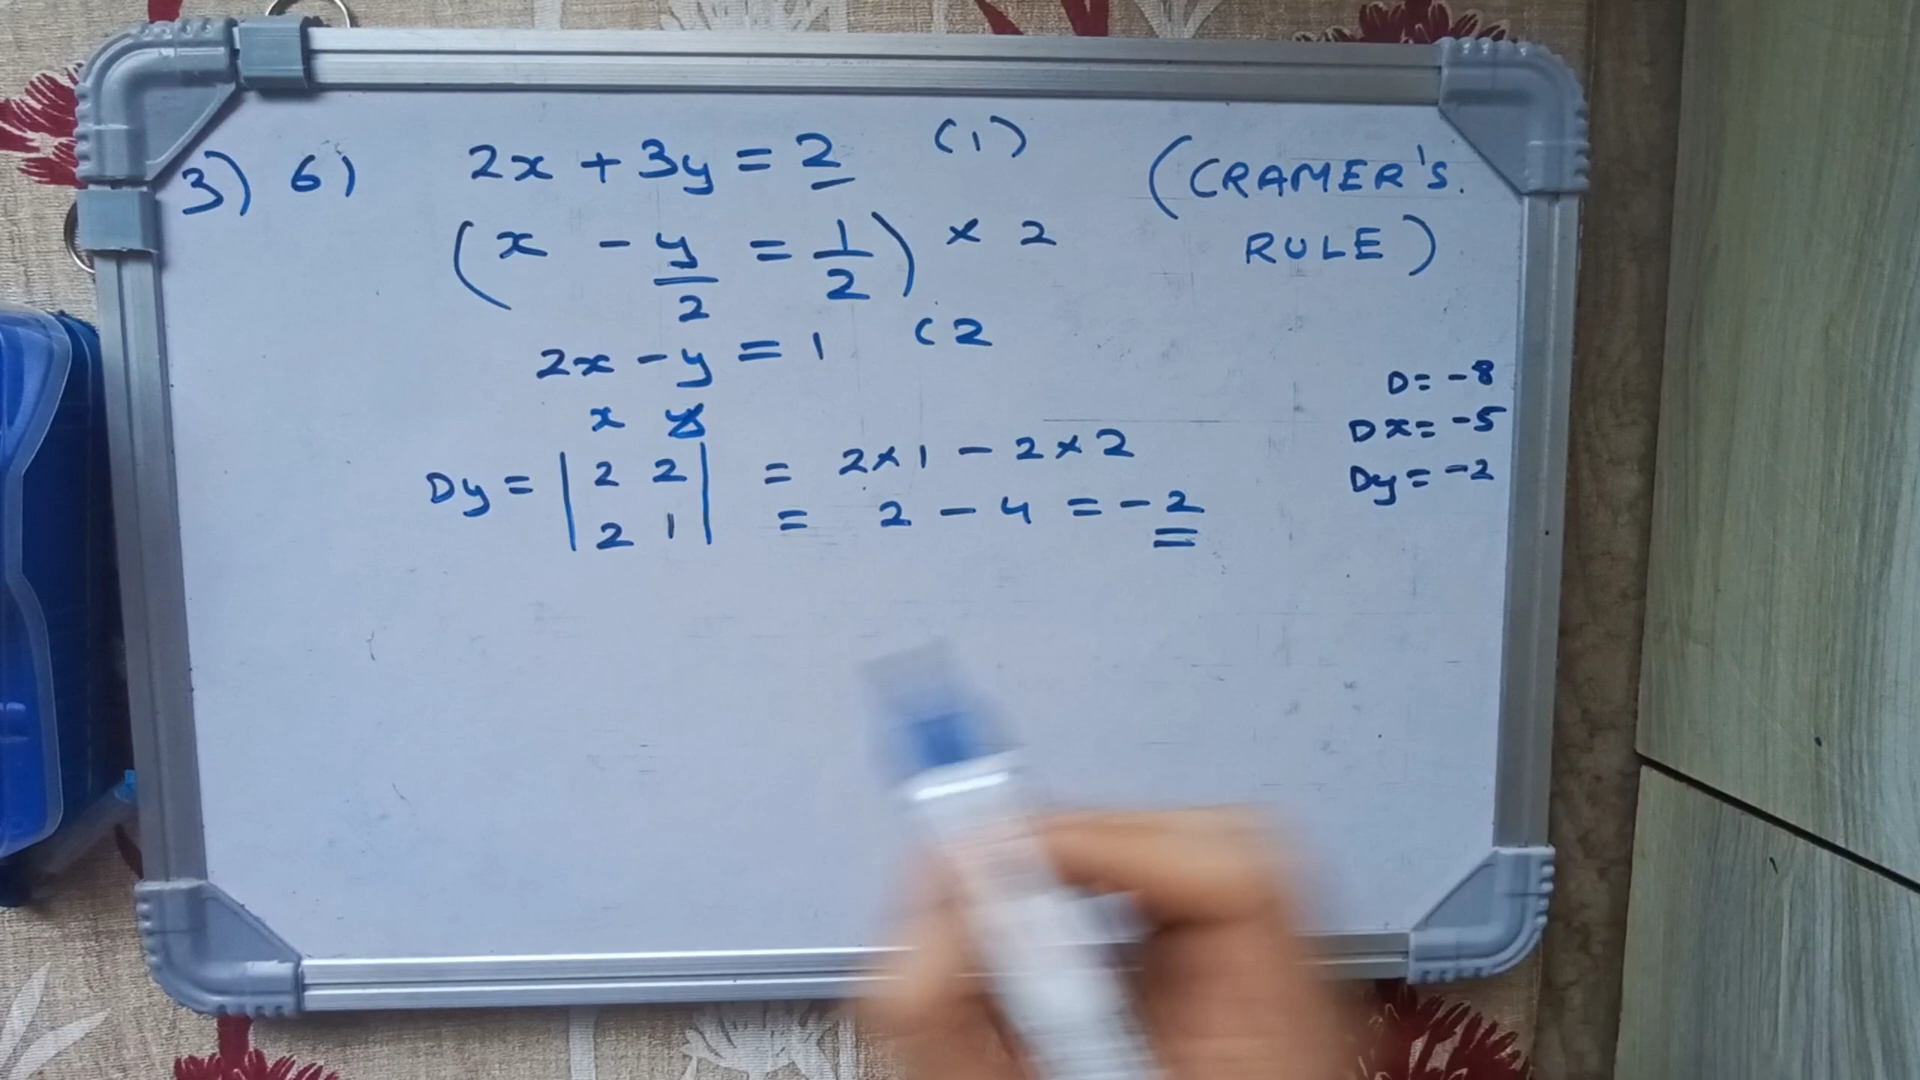 3) 6) 2x + 3y = 2 (1)
(x - y/2 = 1/2) × 2
2x - y = 1 (2
x y
Dy = | 2 2 | = 2×1 - 2×2
| 2 1 | = 2 - 4 = -2
(CRAMER'S.
RULE)
D = -8
Dx = -5
Dy = -2